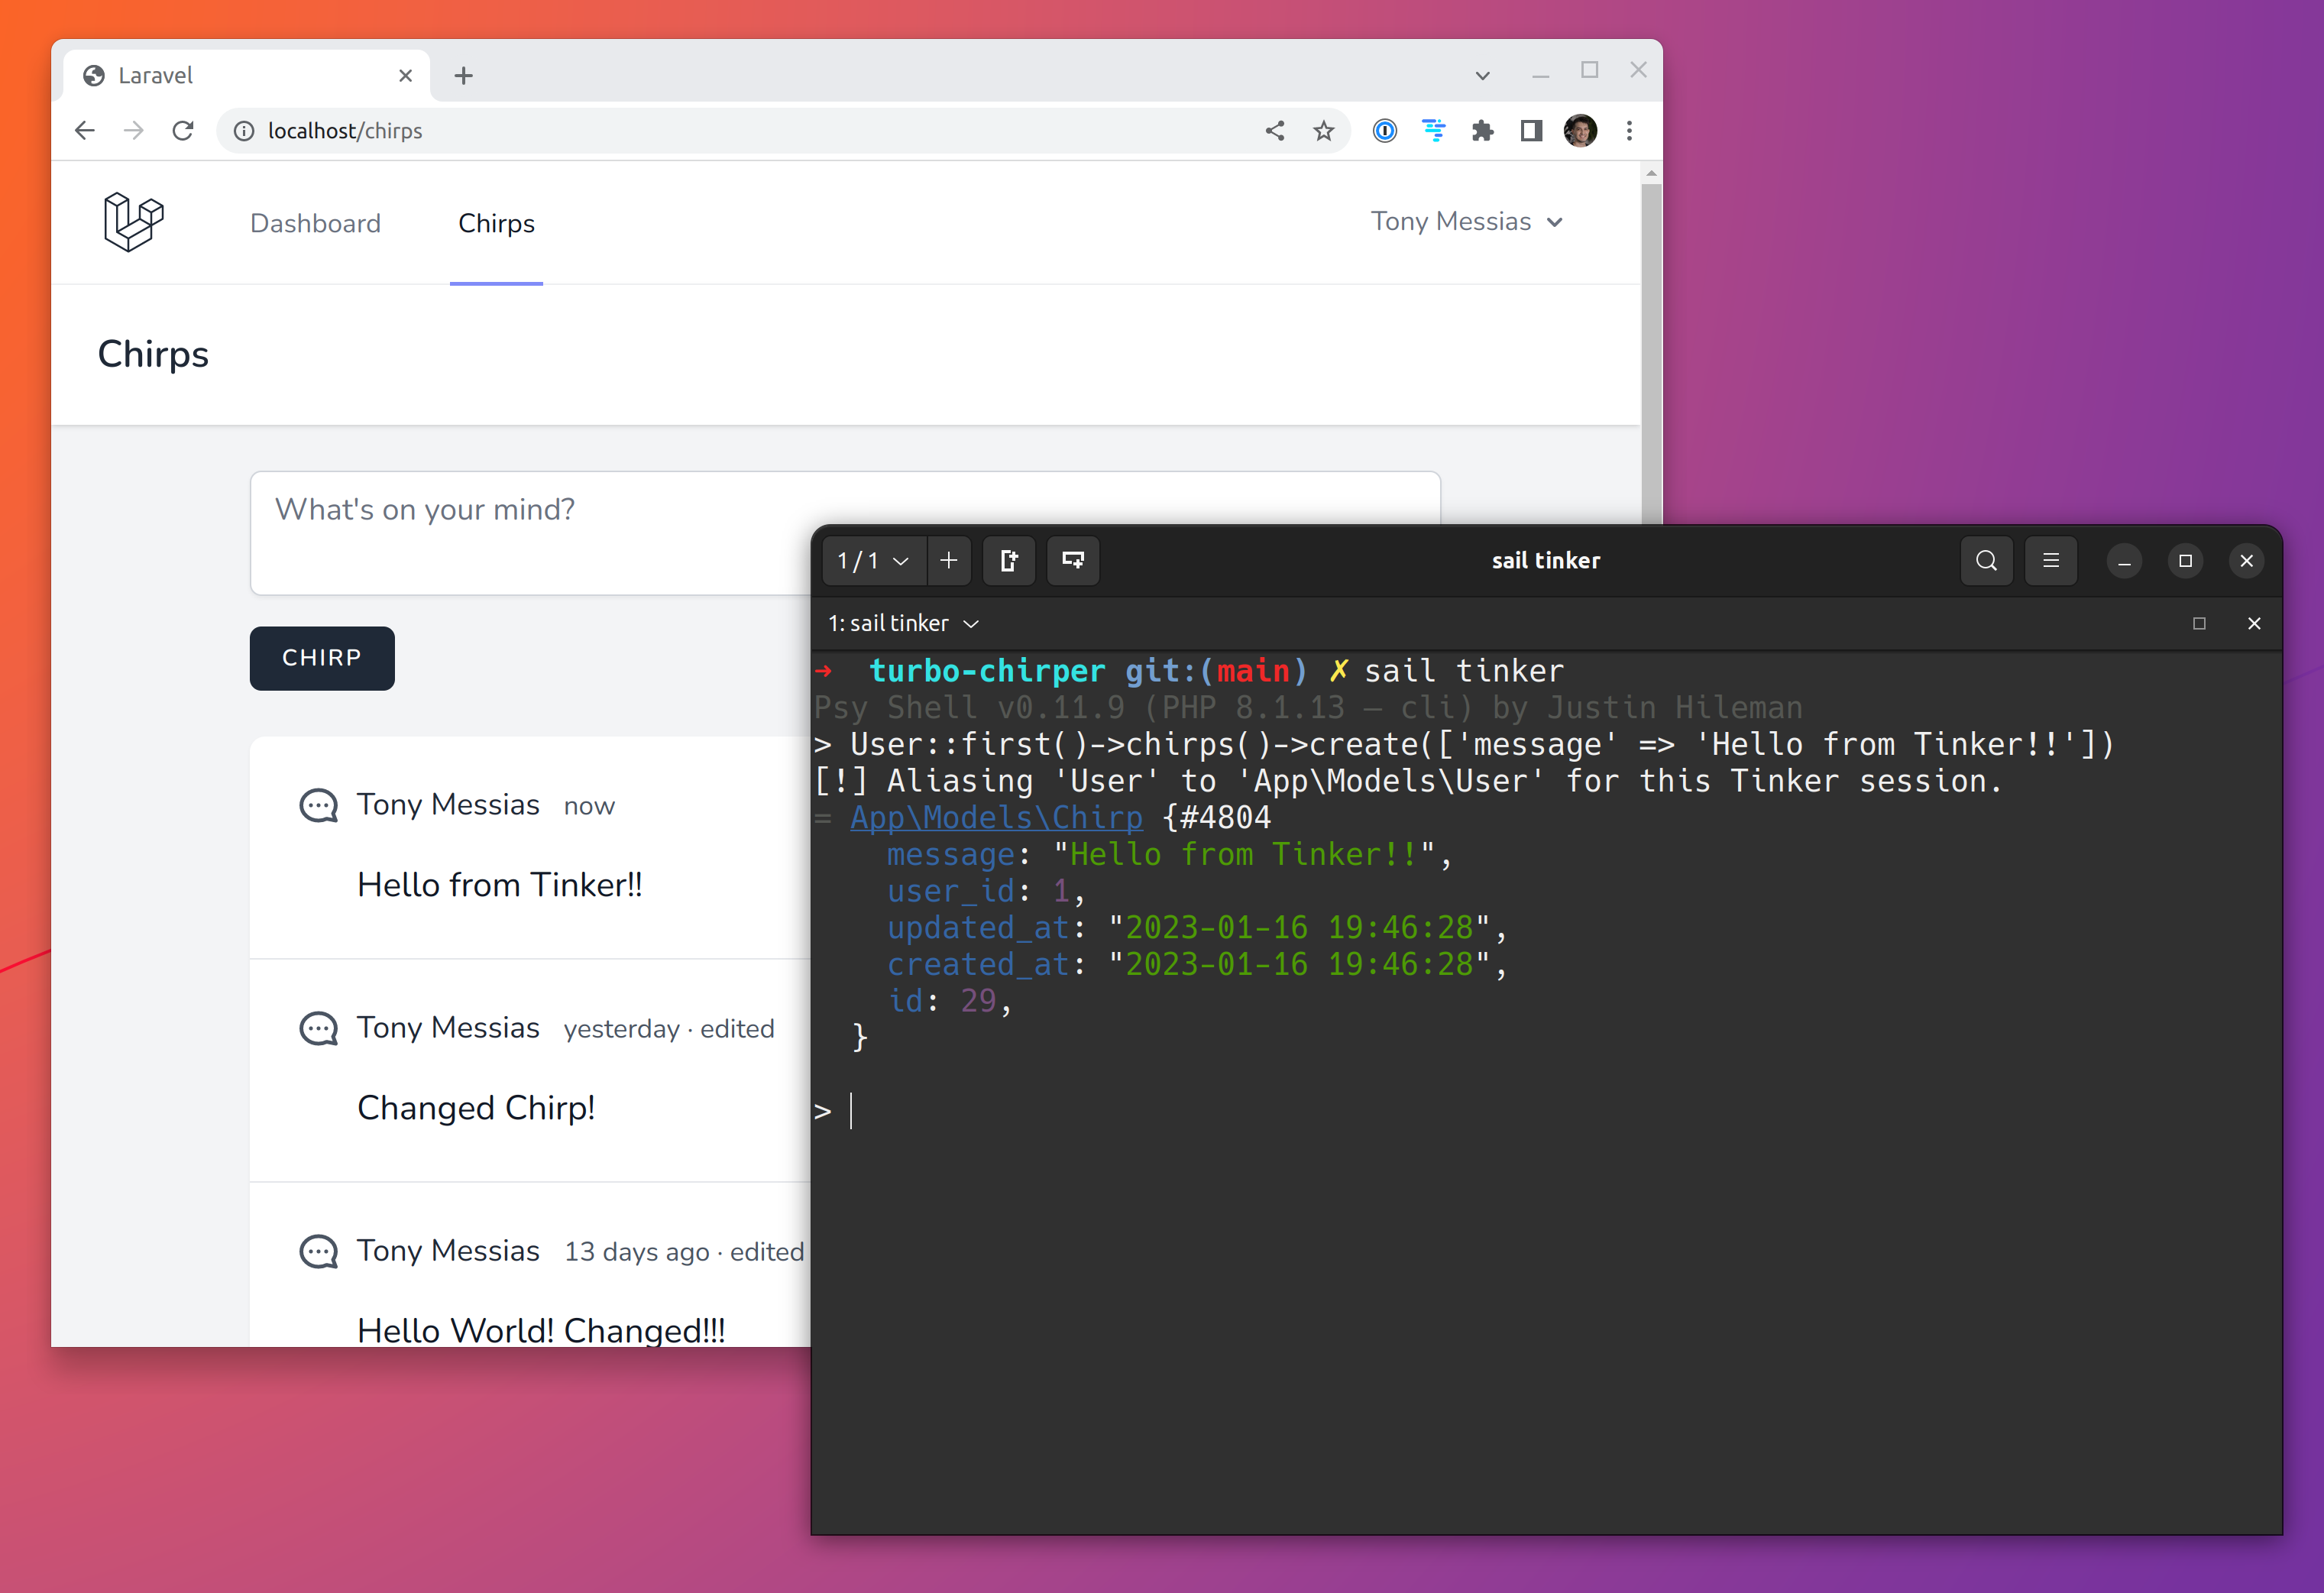 Laravel
localhost/chirps
Dashboard
Chirps
Tony Messias
Chirps
What's on your mind?
CHIRP
Tony Messias now
Hello from Tinker!!
Tony Messias yesterday · edited
Changed Chirp!
Tony Messias 13 days ago · edited
Hello World! Changed!!!
1 / 1
sail tinker
1: sail tinker
➜ turbo-chirper git:(main) ✗ sail tinker
Psy Shell v0.11.9 (PHP 8.1.13 — cli) by Justin Hileman
> User::first()->chirps()->create(['message' => 'Hello from Tinker!!'])
[!] Aliasing 'User' to 'App\Models\User' for this Tinker session.
= App\Models\Chirp {#4804
message: "Hello from Tinker!!",
user_id: 1,
updated_at: "2023-01-16 19:46:28",
created_at: "2023-01-16 19:46:28",
id: 29,
}
>